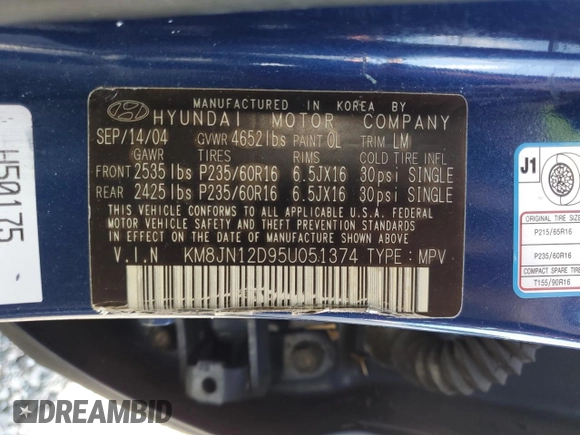 MANUFACTURED IN KOREA BY
HYUNDAI MOTOR COMPANY
SEP/14/04 GVWR 4652lbs PAINT OL TRIM LM
GAWR TIRES RIMS COLD TIRE INFL
FRONT 2535lbs P235/60R16 6.5JX16 30psi SINGLE
REAR 2425lbs P235/60R16 6.5JX16 30psi SINGLE
THIS VEHICLE CONFORMS TO ALL APPLICABLE U.S.A. FEDERAL
MOTOR VEHICLE SAFETY AND THEFT PREVENTION STANDARDS
IN EFFECT ON THE DATE OF MANUFACTURE SHOWN ABOVE.
V.I.N KM8JN12D95U051374 TYPE:MPV
H50175
J1
ORIGINAL TIRE SIZE
P215/65R16
P235/60R16
COMPACT SPARE TIRE
T155/90R16
DREAMBID